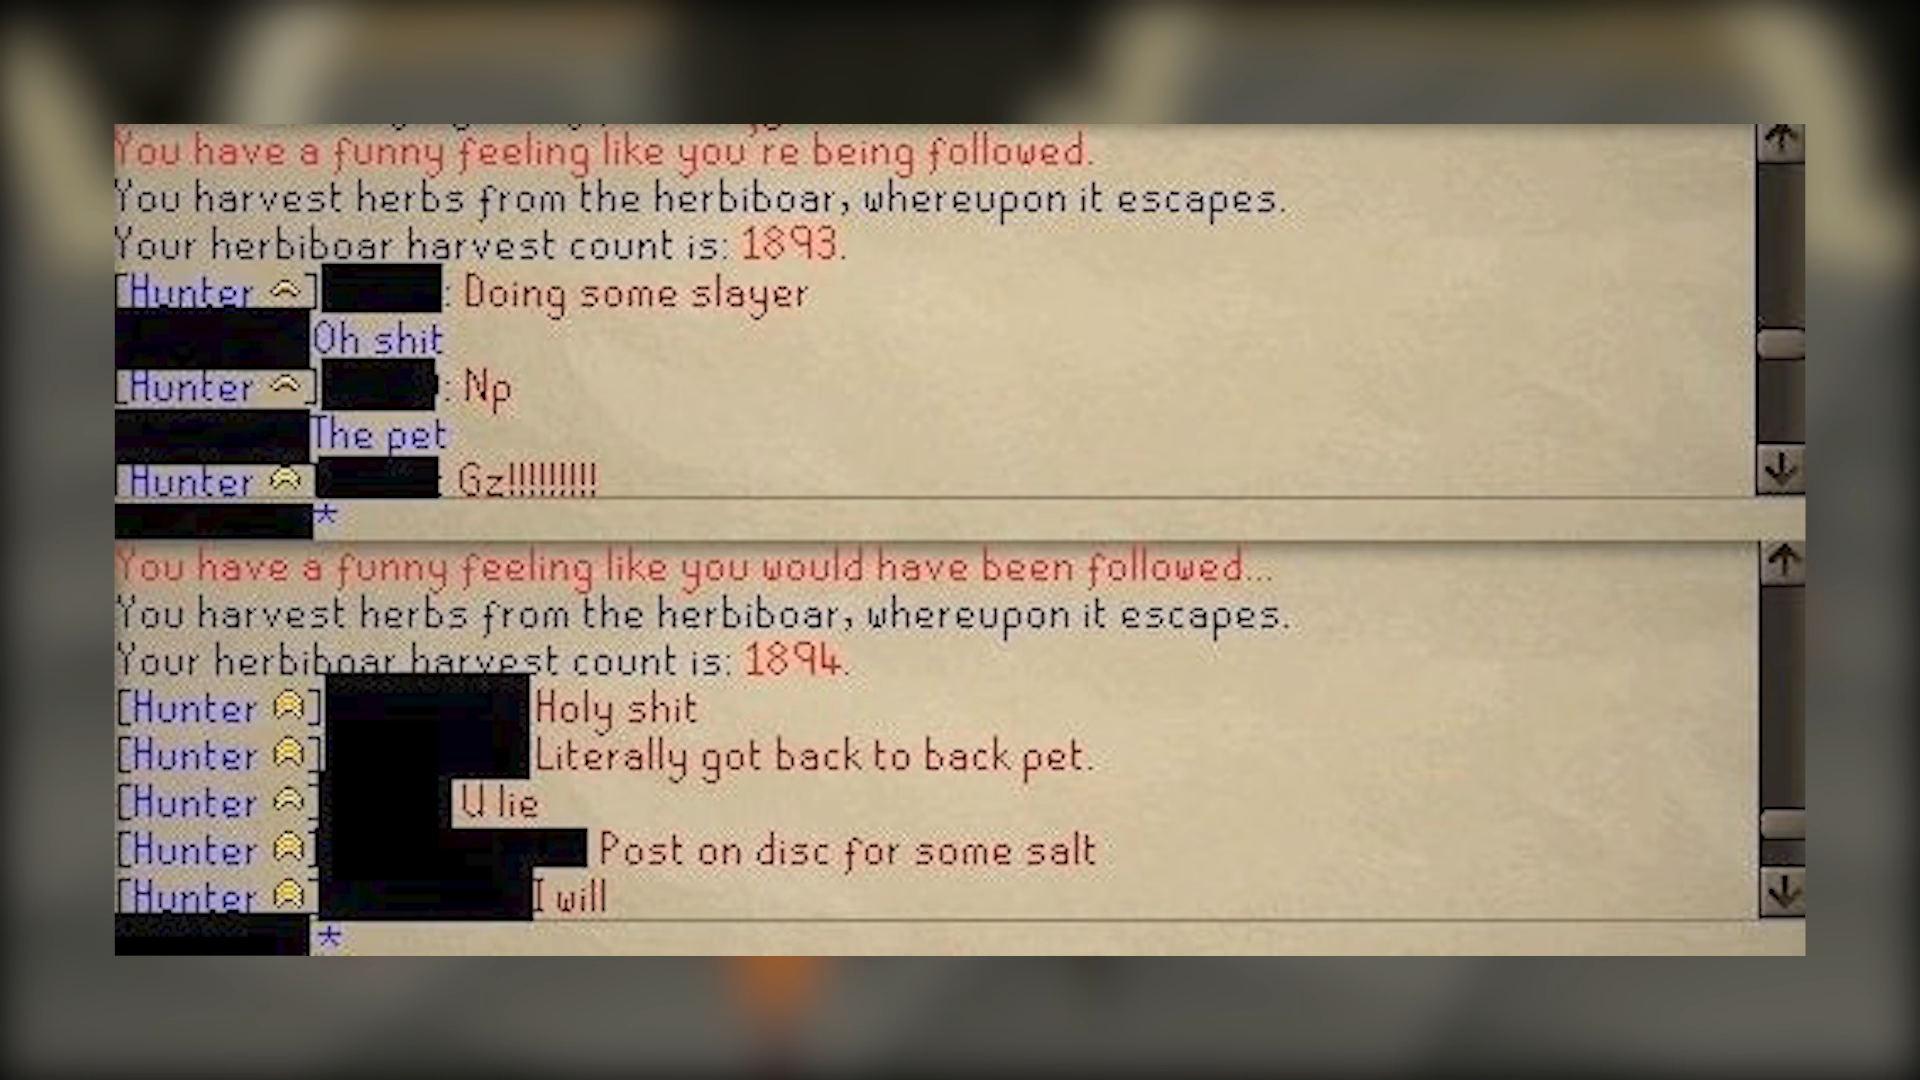 You have a funny feeling like you're being followed.
You harvest herbs from the herbiboar, whereupon it escapes.
Your herbiboar harvest count is: 1893.
[Hunter ] : Doing some slayer
Oh shit
[Hunter ] : Np
The pet
[Hunter : Gz!!!!!!!!!
*
You have a funny feeling like you would have been followed...
You harvest herbs from the herbiboar, whereupon it escapes.
Your herbiboar harvest count is: 1894.
[Hunter ] Holy shit
[Hunter ] Literally got back to back pet.
[Hunter U lie
[Hunter ] Post on disc for some salt
[Hunter I will
*